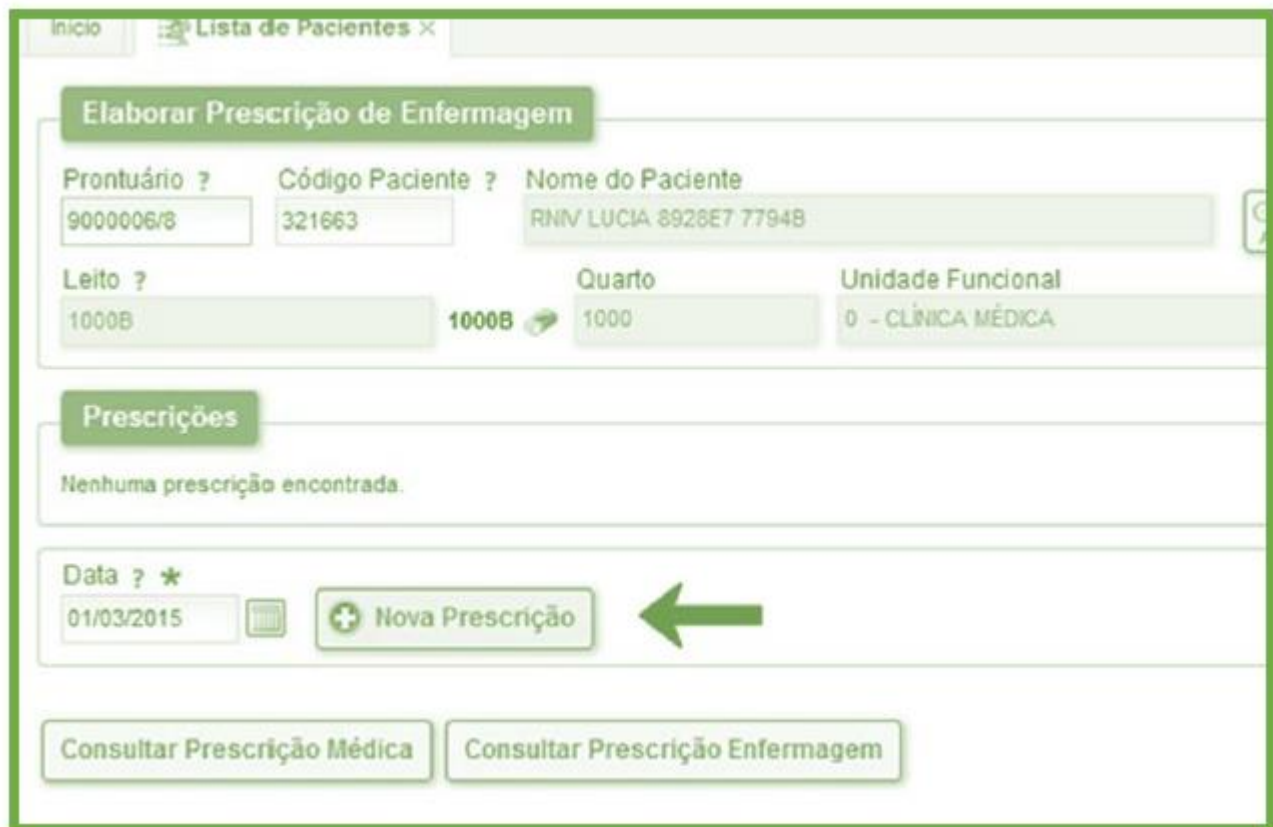 Início Lista de Pacientes ×
Elaborar Prescrição de Enfermagem
Prontuário ? Código Paciente ? Nome do Paciente
9000006/8 321663 RNIV LUCIA 8928E7 7794B
Leito ? Quarto Unidade Funcional
1000B 1000B 1000 0 - CLÍNICA MÉDICA
Prescrições
Nenhuma prescrição encontrada.
Data ? *
01/03/2015 Nova Prescrição
Consultar Prescrição Médica Consultar Prescrição Enfermagem